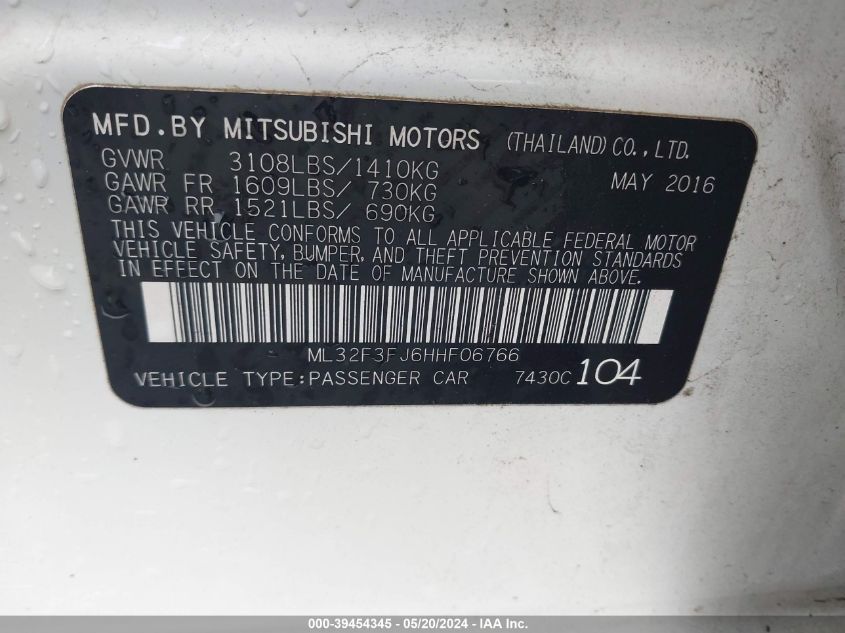 MFD.BY MITSUBISHI MOTORS (THAILAND) CO., LTD.
GVWR 3108LBS/1410KG MAY 2016
GAWR FR 1609LBS/ 730KG
GAWR RR 1521LBS/ 690KG
THIS VEHICLE CONFORMS TO ALL APPLICABLE FEDERAL MOTOR
VEHICLE SAFETY, BUMPER, AND THEFT PREVENTION STANDARDS
IN EFFECT ON THE DATE OF MANUFACTURE SHOWN ABOVE.
ML32F3FJ6HHF06766
VEHICLE TYPE:PASSENGER CAR 7430C 104
000-39454345 - 05/20/2024 - IAA Inc.